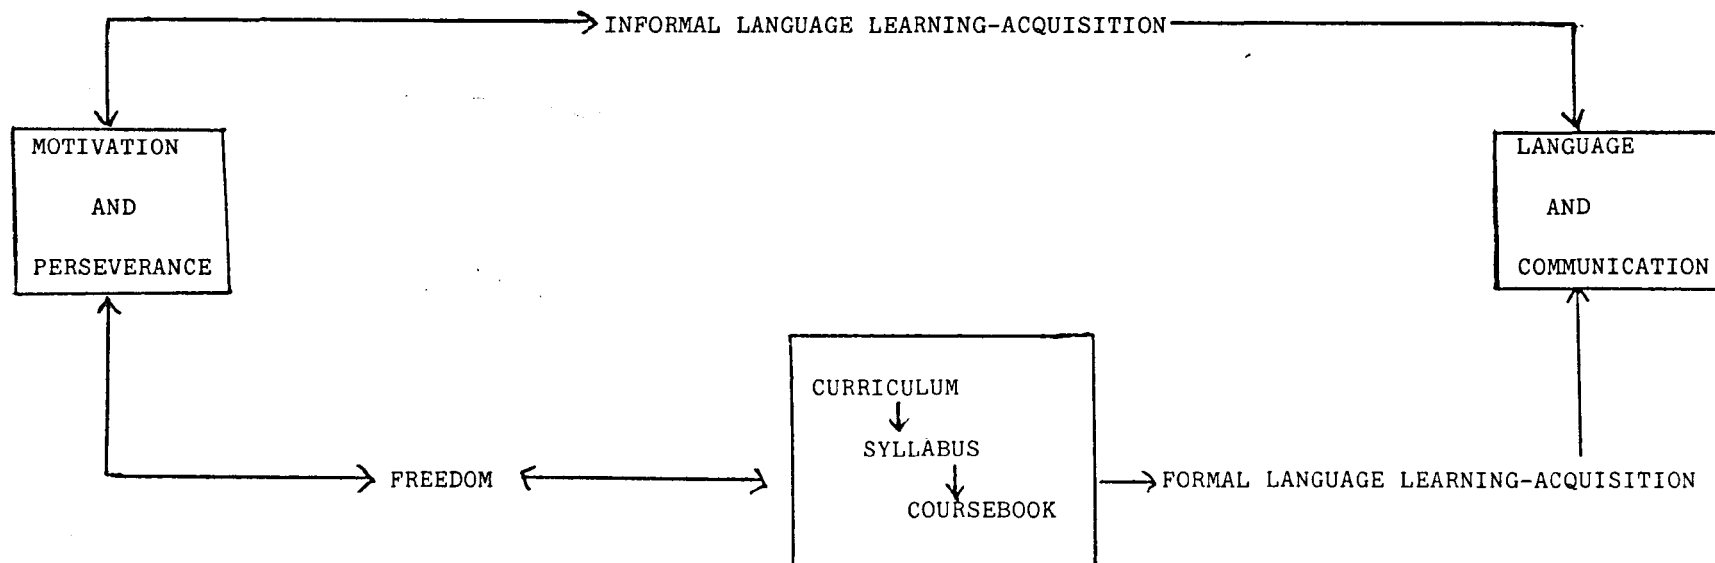 INFORMAL LANGUAGE LEARNING-ACQUISITION
MOTIVATION
AND
PERSEVERANCE
LANGUAGE
AND
COMMUNICATION
CURRICULUM
SYLLABUS
COURSEBOOK
FREEDOM
FORMAL LANGUAGE LEARNING-ACQUISITION